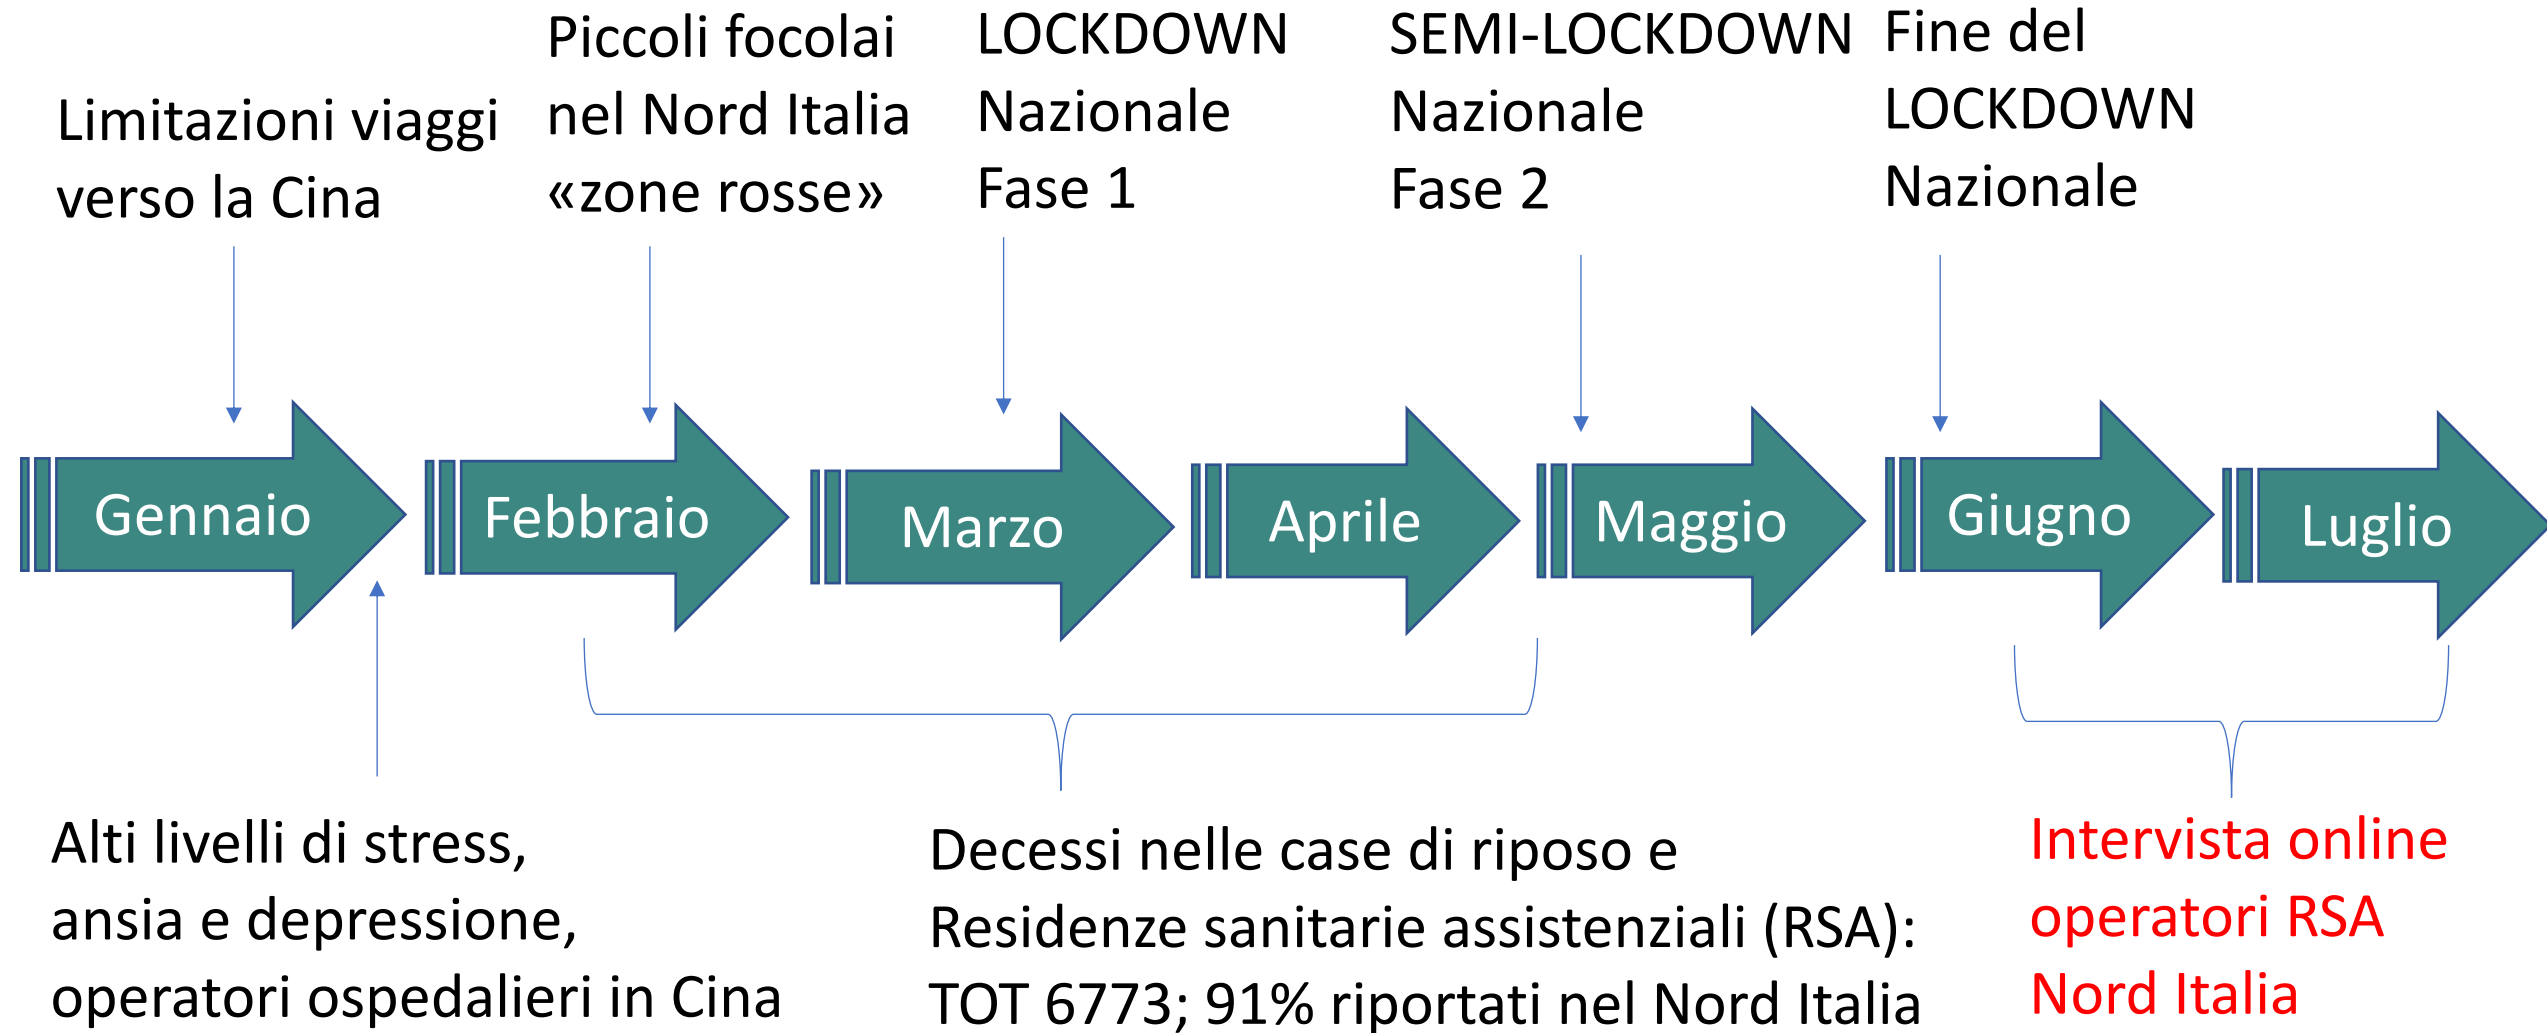 Limitazioni viaggi
verso la Cina
Piccoli focolai
nel Nord Italia
«zone rosse»
LOCKDOWN
Nazionale
Fase 1
SEMI-LOCKDOWN
Nazionale
Fase 2
Fine del
LOCKDOWN
Nazionale
Gennaio
Febbraio
Marzo
Aprile
Maggio
Giugno
Luglio
Alti livelli di stress,
ansia e depressione,
operatori ospedalieri in Cina
Decessi nelle case di riposo e
Residenze sanitarie assistenziali (RSA):
TOT 6773; 91% riportati nel Nord Italia
Intervista online
operatori RSA
Nord Italia